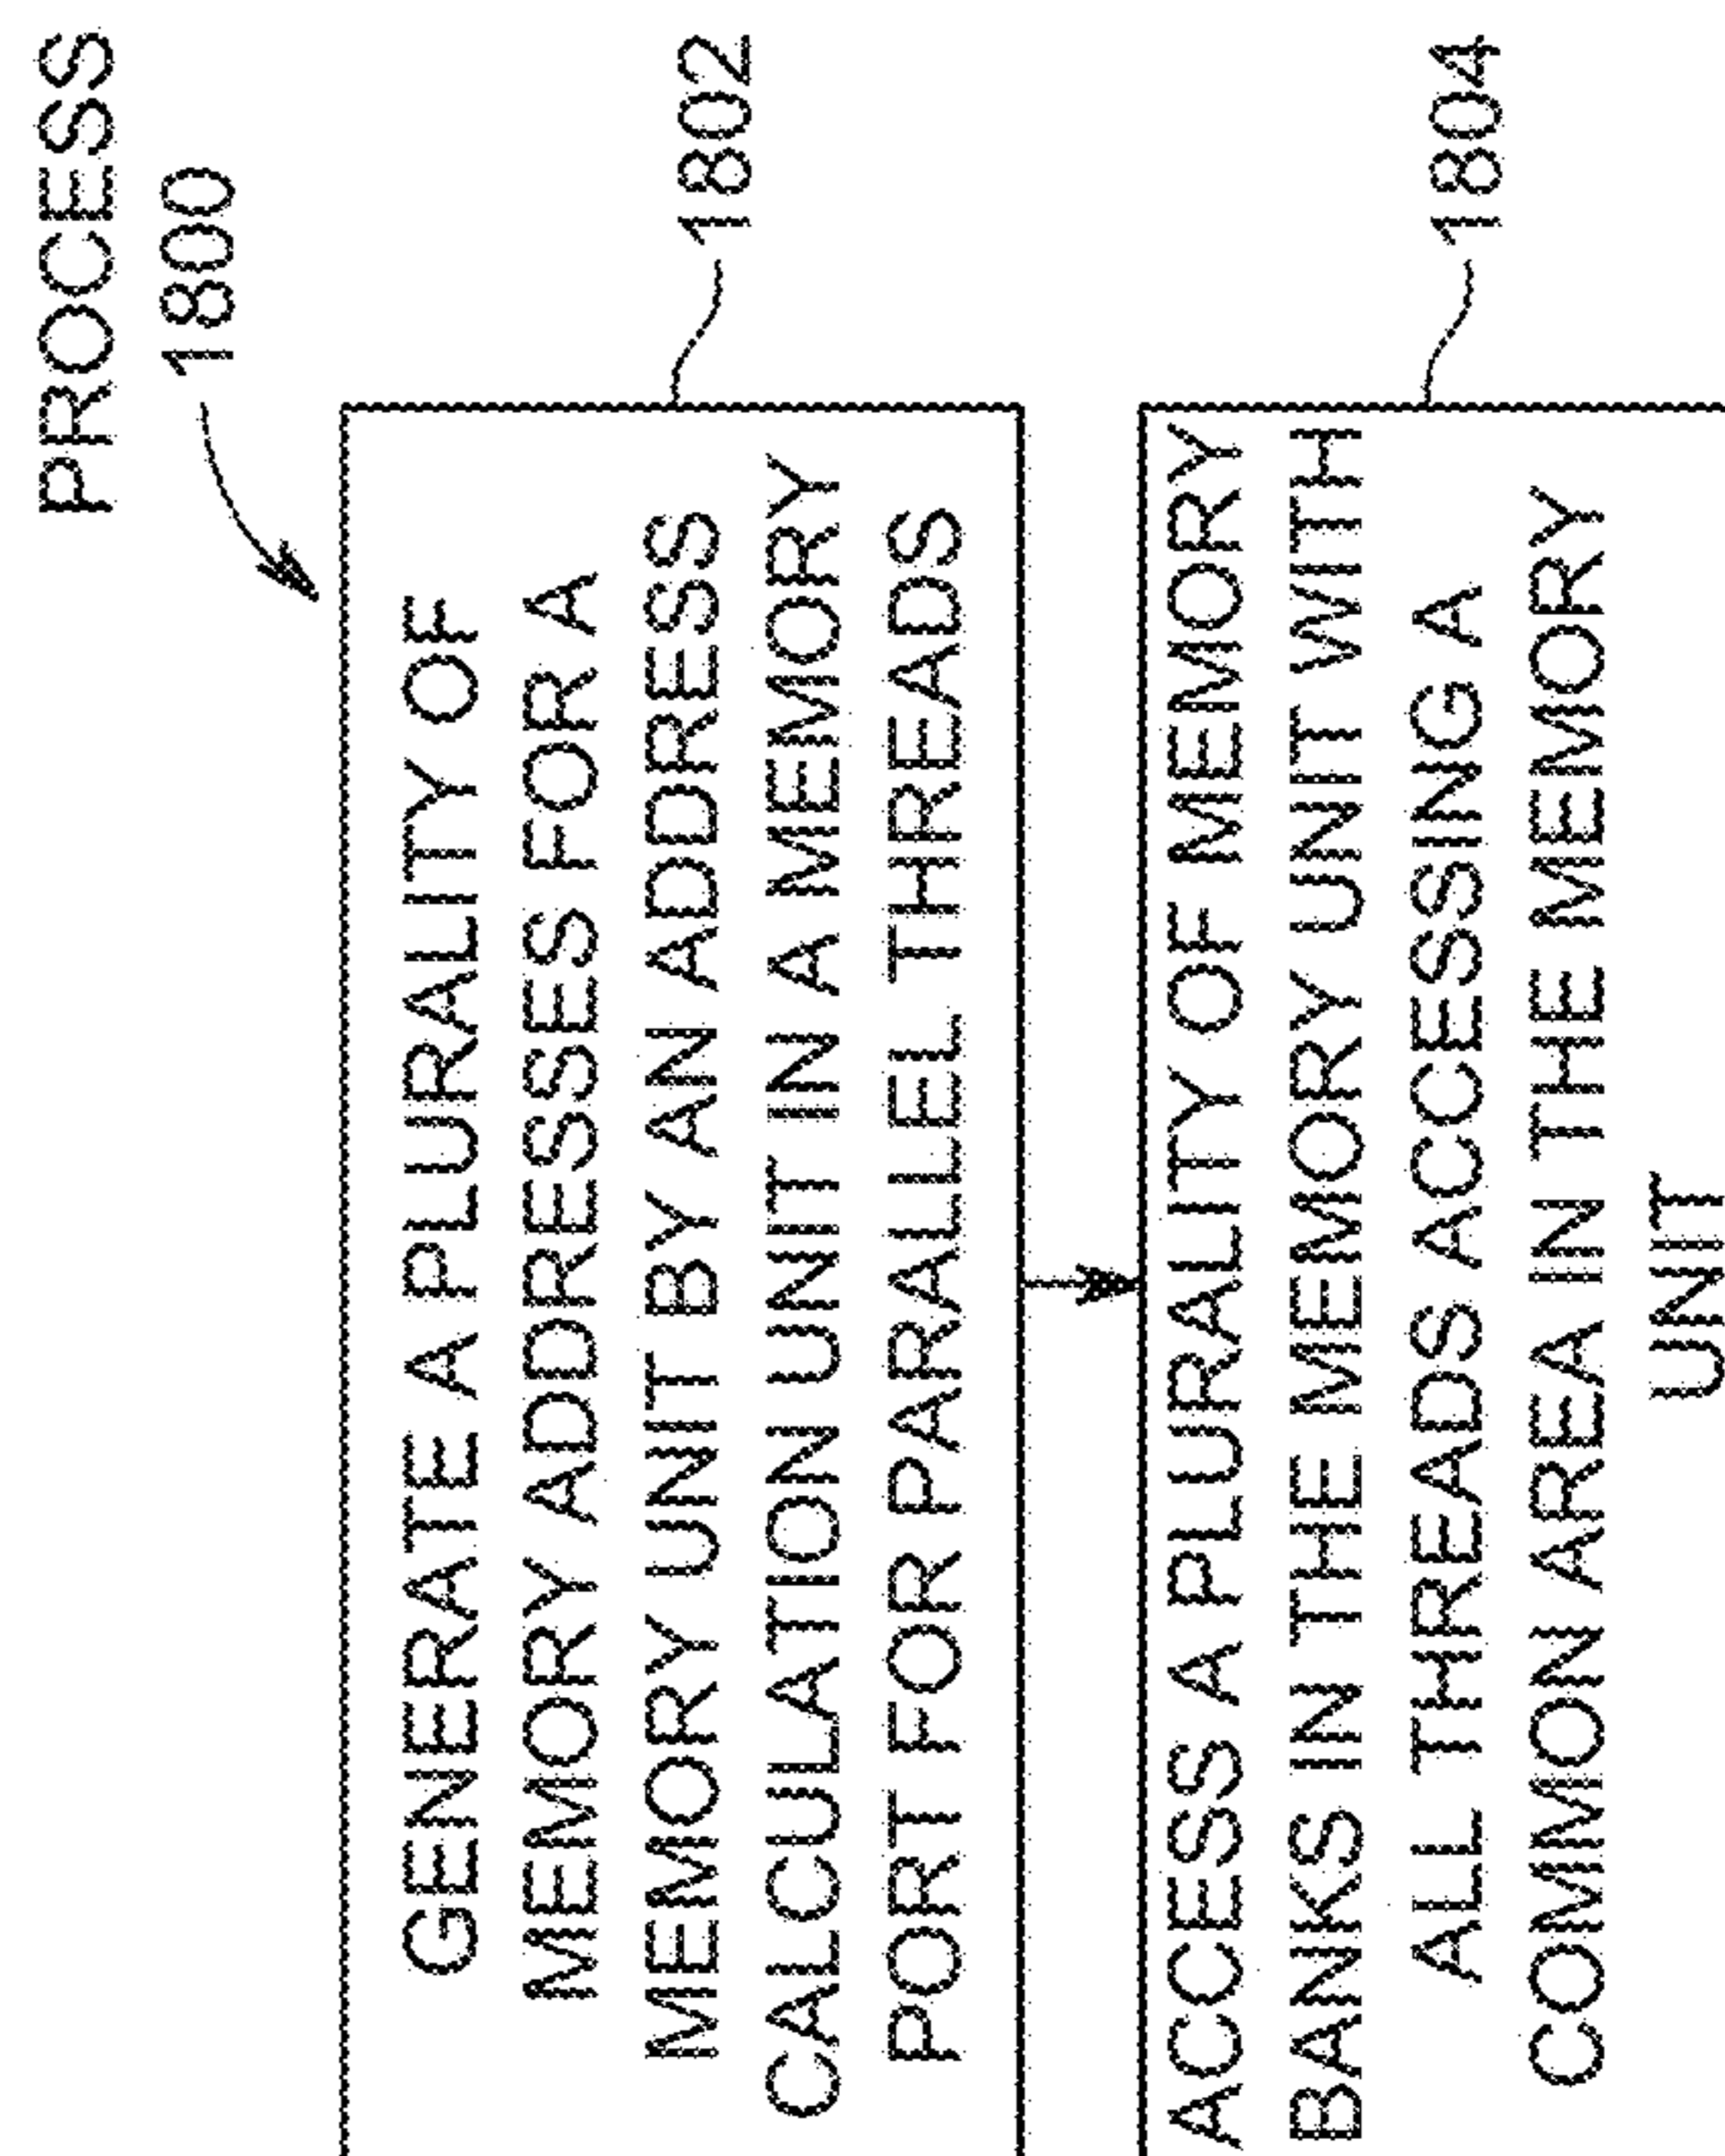 PROCESS
1800
GENERATE A PLURALITY OF
MEMORY ADDRESSES FOR A
MEMORY UNIT BY AN ADDRESS
CALCULATION UNIT IN A MEMORY
PORT FOR PARALLEL THREADS
1802
ACCESS A PLURALITY OF MEMORY
BANKS IN THE MEMORY UNIT WITH
ALL THREADS ACCESSING A
COMMON AREA IN THE MEMORY
UNIT
1804